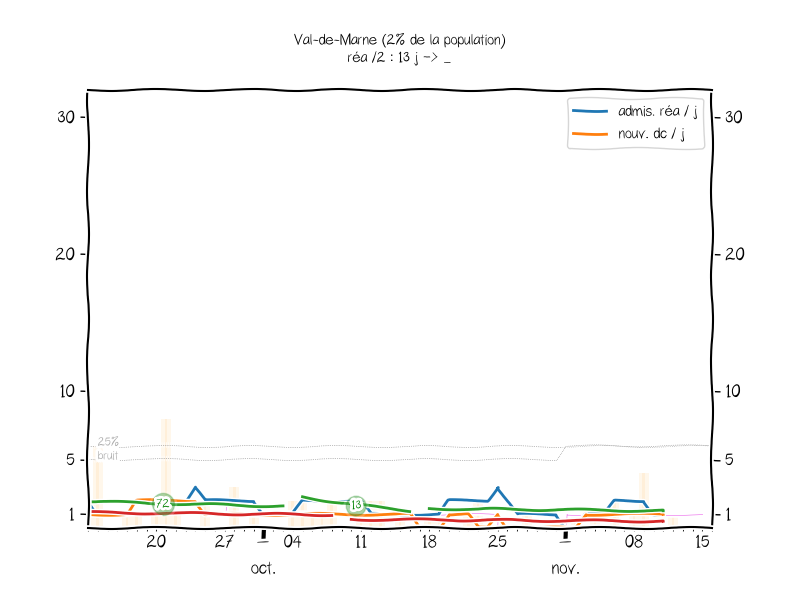 Val-de-Marne (2% de la population)
réa /2 : 13 j -> _
admis. réa / j
nouv. dc / j
30
30
20
20
10
10
25%
bruit
5
5
72
13
1
1
20 27 1 04 11 18 25 1 08 15
oct. nov.